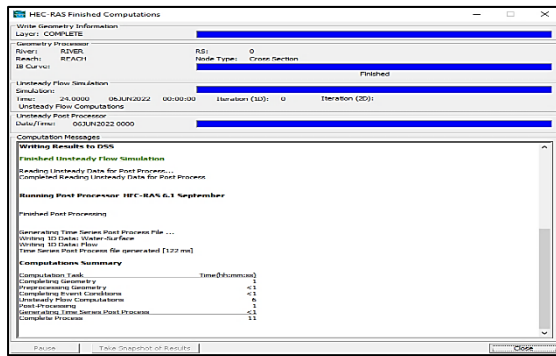 HEC-RAS Finished Computations
Write Geometry Information
Layer: COMPLETE
Geometry Processor
River: RIVER RS: 0
Reach: REACH Node Type: Cross Section
IB Curve:
Finished
Unsteady Flow Simulation
Simulation:
Time: 24.0000 06JUN2022 00:00:00 Iteration (1D): 0 Iteration (2D):
Unsteady Flow Computations
Unsteady Post Processor
Date/Time: 06JUN2022 0000
Computation Messages
Writing Results to DSS
Finished Unsteady Flow Simulation
Reading Unsteady Data for Post Process...
Completed Reading Unsteady Data for Post Process
Running Post Processor HEC-RAS 6.1 September
Finished Post Processing
Generating Time Series Post Process File ...
Writing 1D Data: Water-Surface
Writing 1D Data: Flow
Time Series Post Process file generated [122 ms]
Computations Summary
Computation Task Time(hh:mm:ss)
Completing Geometry 1
Preprocessing Geometry <1
Completing Event Conditions <1
Unsteady Flow Computations 6
Post-Processing 1
Generating Time Series Post Process <1
Complete Process 11
Pause Take Snapshot of Results Close